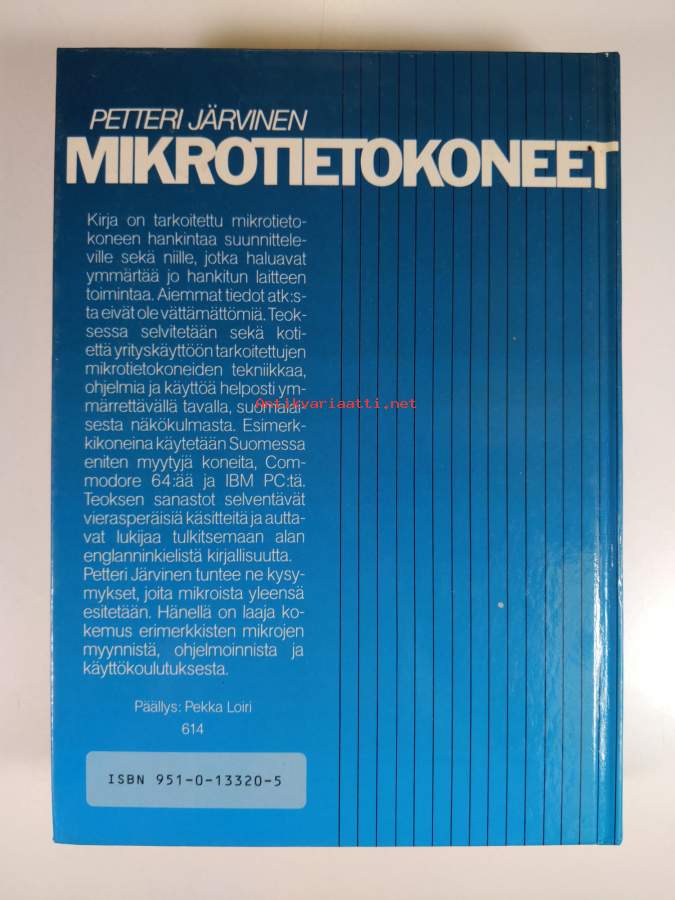 PETTERI JÄRVINEN
MIKROTIETOKONEET
Kirja on tarkoitettu mikrotieto-
koneen hankintaa suunnittele-
ville sekä niille, jotka haluavat
ymmärtää jo hankitun laitteen
toimintaa. Aiemmat tiedot atk:s-
ta eivät ole vättämättömiä. Teok-
sessa selvitetään sekä koti-
että yrityskäyttöön tarkoitettujen
mikrotietokoneiden tekniikkaa,
ohjelmia ja käyttöä helposti ym-
märrettävällä tavalla, suomalai-
Antikvariaatti.net
sesta näkökulmasta. Esimerk-
kikoneina käytetään Suomessa
eniten myytyjä koneita, Com-
modore 64:ää ja IBM PC:tä.
Teoksen sanastot selventävät
vierasperäisiä käsitteitä ja autta-
vat lukijaa tulkitsemaan alan
englanninkielistä kirjallisuutta.
Petteri Järvinen tuntee ne kysy-
mykset, joita mikroista yleensä
esitetään. Hänellä on laaja ko-
kemus erimerkkisten mikrojen
myynnistä, ohjelmoinnista ja
käyttökoulutuksesta.
Päällys: Pekka Loiri
614
ISBN 951-0-13320-5